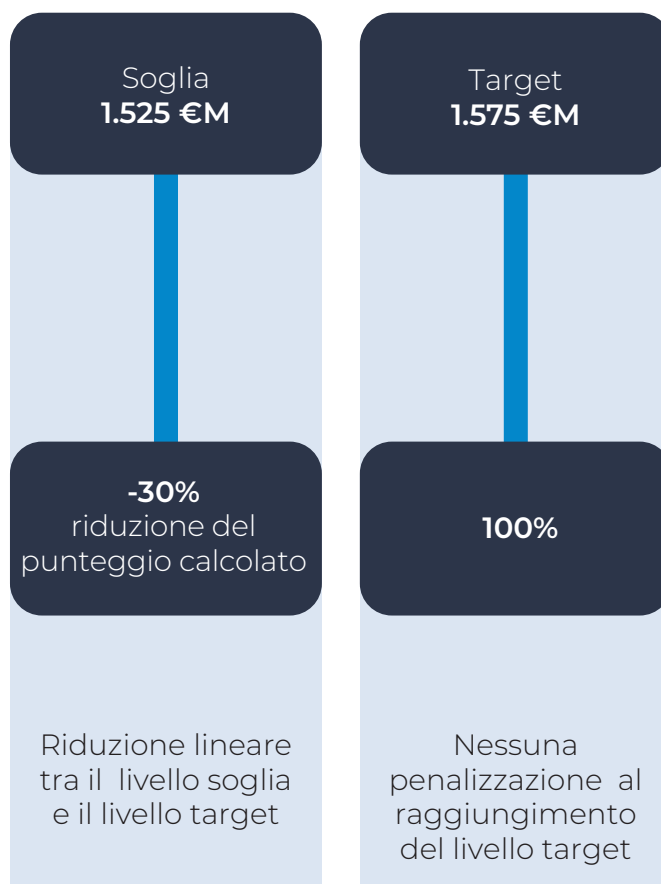 Soglia
1.525 €M
-30%
riduzione del
punteggio calcolato
Riduzione lineare
tra il livello soglia
e il livello target
Target
1.575 €M
100%
Nessuna
penalizzazione al
raggiungimento
del livello target